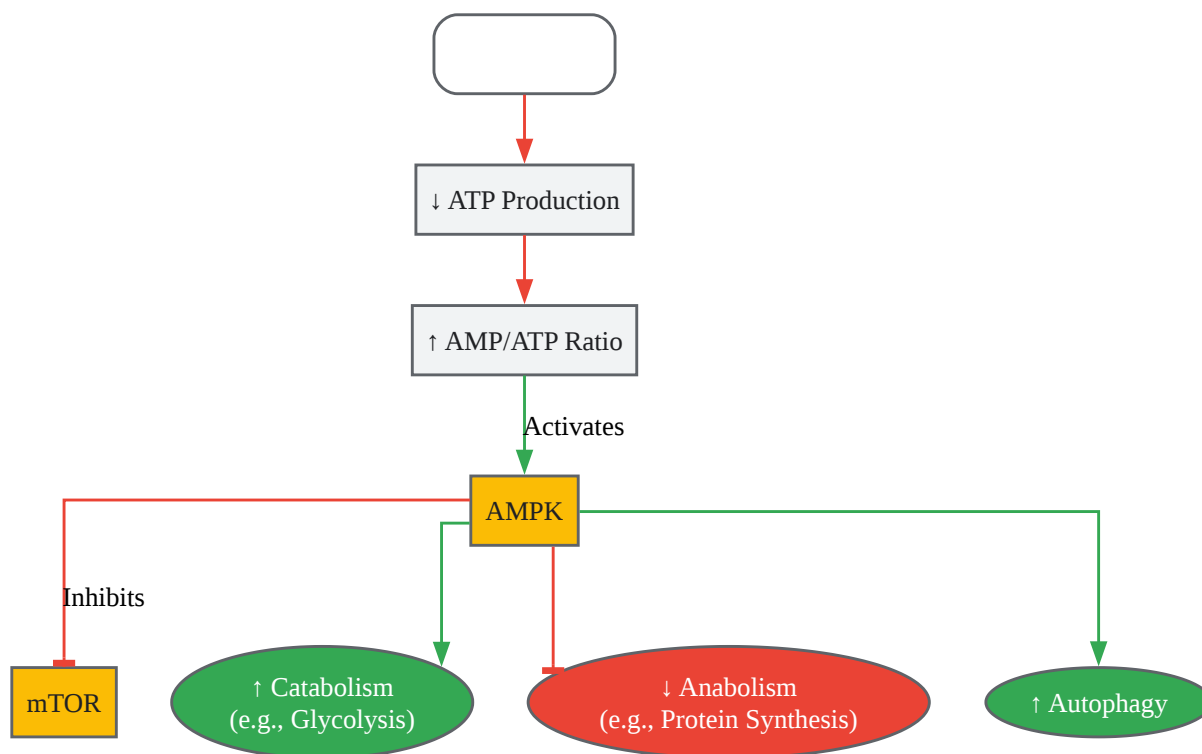 ↓ ATP Production
↑ AMP/ATP Ratio
Activates
AMPK
Inhibits
mTOR
↑ Catabolism
(e.g., Glycolysis)
↓ Anabolism
(e.g., Protein Synthesis)
↑ Autophagy